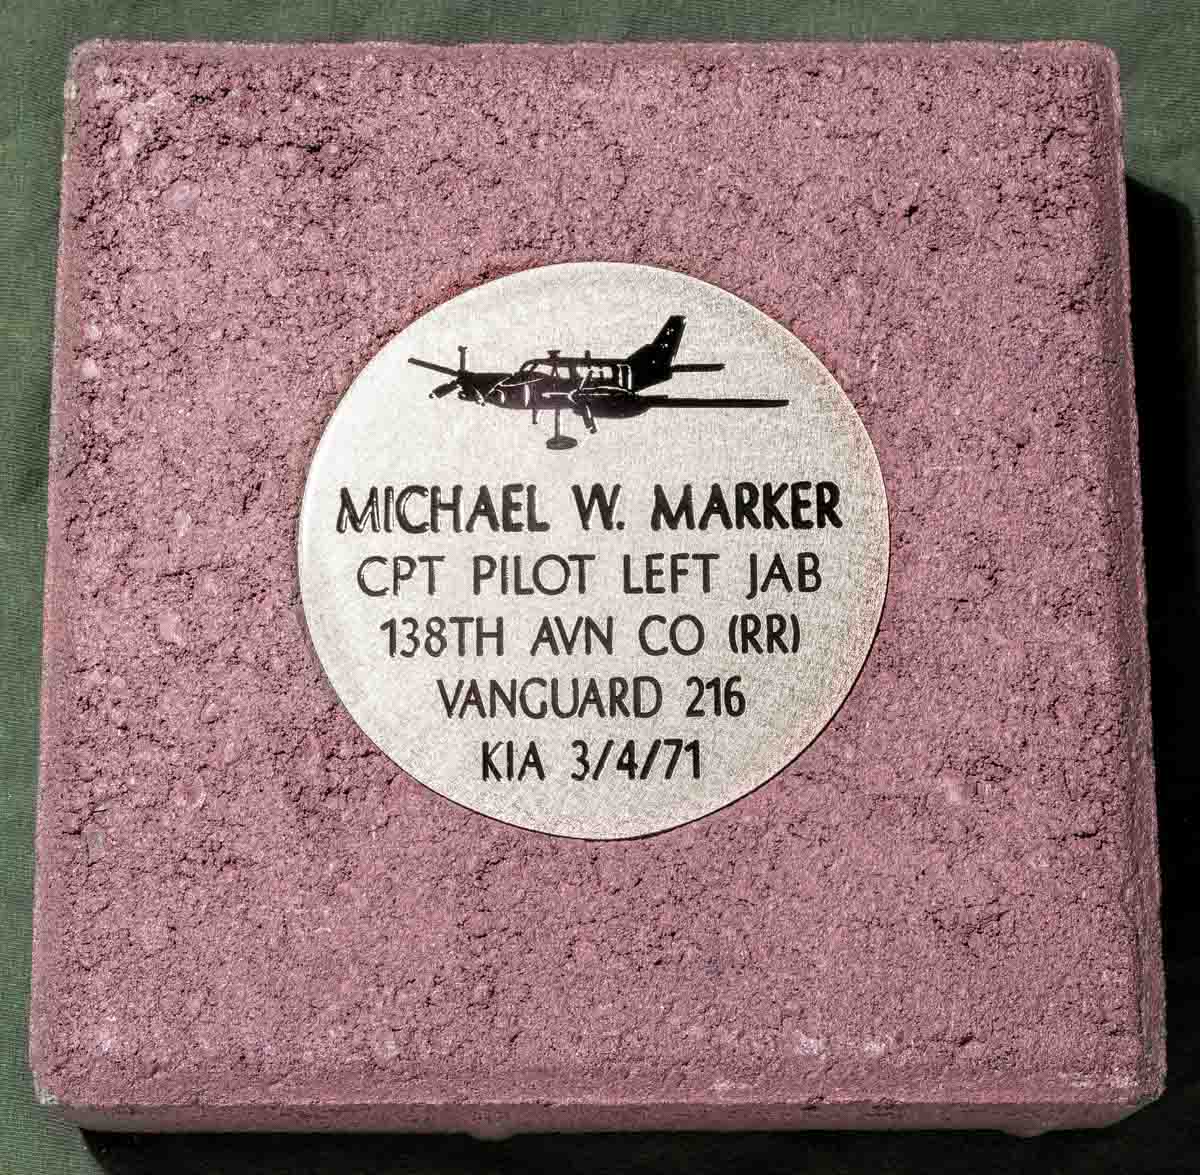 MICHAEL W. MARKER
CPT PILOT LEFT JAB
138TH AVN CO (RR)
VANGUARD 216
KIA 3/4/71